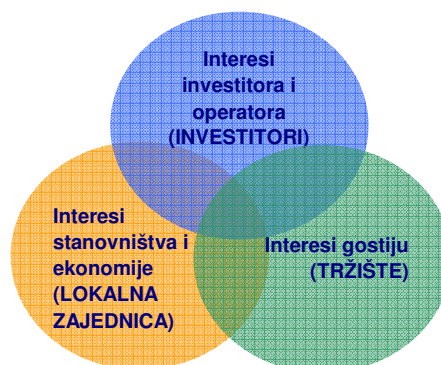 Interesi
investitora i
operatora
(INVESTITORI)
Interesi
stanovništva i
ekonomije
(LOKALNA
ZAJEDNICA)
Interesi gostiju
(TRŽIŠTE)